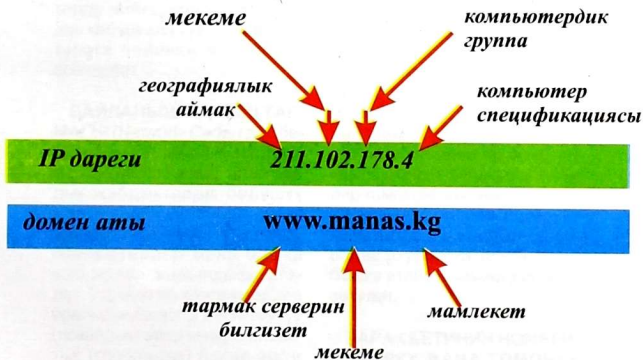 мекеме
компьютердик
группа
географиялык
аймак
компьютер
спецификациясы
IP дареги 211.102.178.4
домен аты www.manas.kg
тармак серверин
билгизет
мекеме
мамлекет